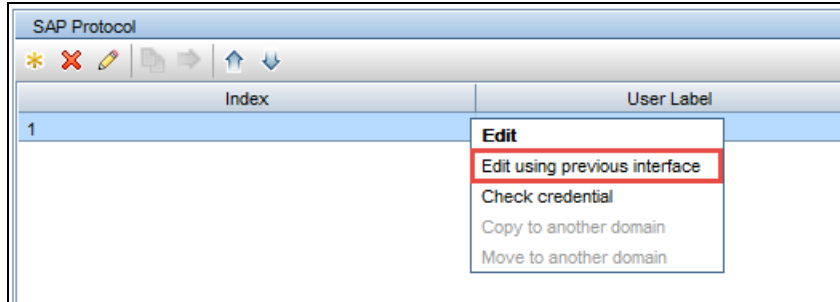 SAP Protocol
Index User Label
1
Edit
Edit using previous interface
Check credential
Copy to another domain
Move to another domain